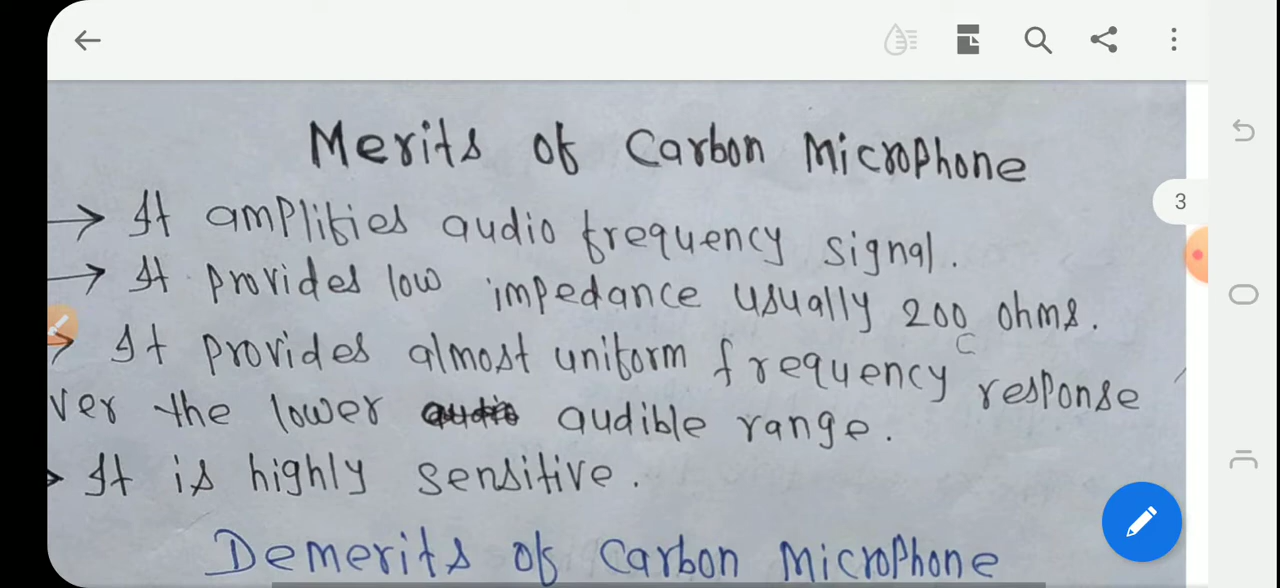 3
Merits of Carbon Microphone
→ It amplifies audio frequency signal.
→ It provides low impedance usually 200 ohms.
→ It provides almost uniform frequency response
ver the lower audible range.
→ It is highly sensitive.
Demerits of Carbon Microphone